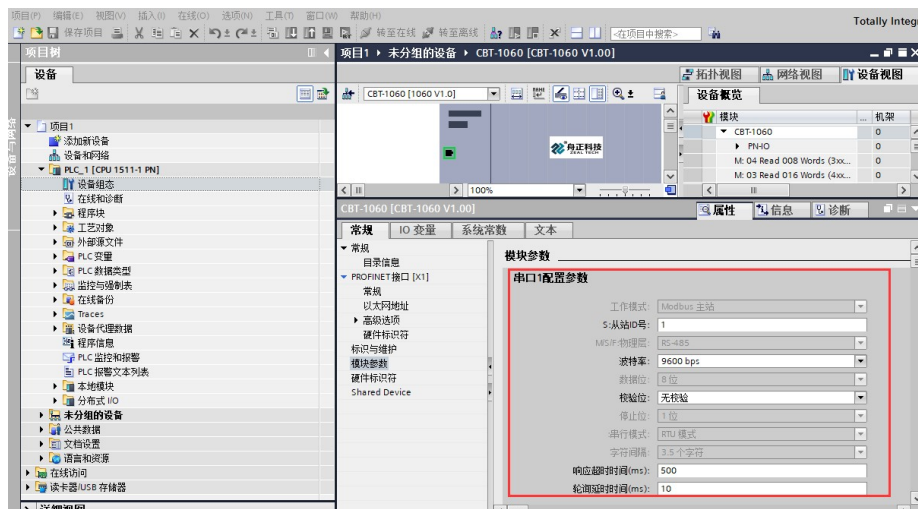 项目(P) 编辑(E) 视图(V) 插入(I) 在线(O) 选项(N) 工具(T) 窗口(W) 帮助(H)
Totally Integr
保存项目 转至在线 转至离线 <在项目中搜索>
项目树
项目1 ▸ 未分组的设备 ▸ CBT-1060 [CBT-1060 V1.00]
设备
拓扑视图 网络视图 设备视图
CBT-1060 [1060 V1.0]
设备概览
项目1
添加新设备
设备和网络
PLC_1 [CPU 1511-1 PN]
设备组态
在线和诊断
程序块
工艺对象
外部源文件
PLC 变量
PLC 数据类型
监控与强制表
在线备份
Traces
设备代理数据
程序信息
PLC 监控和报警
PLC 报警文本列表
本地模块
分布式 I/O
未分组的设备
公共数据
文档设置
语言和资源
在线访问
读卡器/USB 存储器
舟正科技
ZEAL TECH
100%
模块 ... 机架
CBT-1060 0
PN-IO 0
M: 04 Read 008 Words (3xx... 0
M: 03 Read 016 Words (4xx... 0
CBT-1060 [CBT-1060 V1.00]
属性 信息 诊断
常规 IO 变量 系统常数 文本
常规
目录信息
PROFINET接口 [X1]
常规
以太网地址
高级选项
硬件标识符
标识与维护
模块参数
硬件标识符
Shared Device
模块参数
串口1配置参数
工作模式: Modbus 主站
S:从站ID号: 1
M/S/F:物理层: RS-485
波特率: 9600 bps
数据位: 8 位
校验位: 无校验
停止位: 1 位
串行模式: RTU 模式
字符间隔: 3.5 个字符
响应超时时间(ms): 500
轮询延时时间(ms): 10